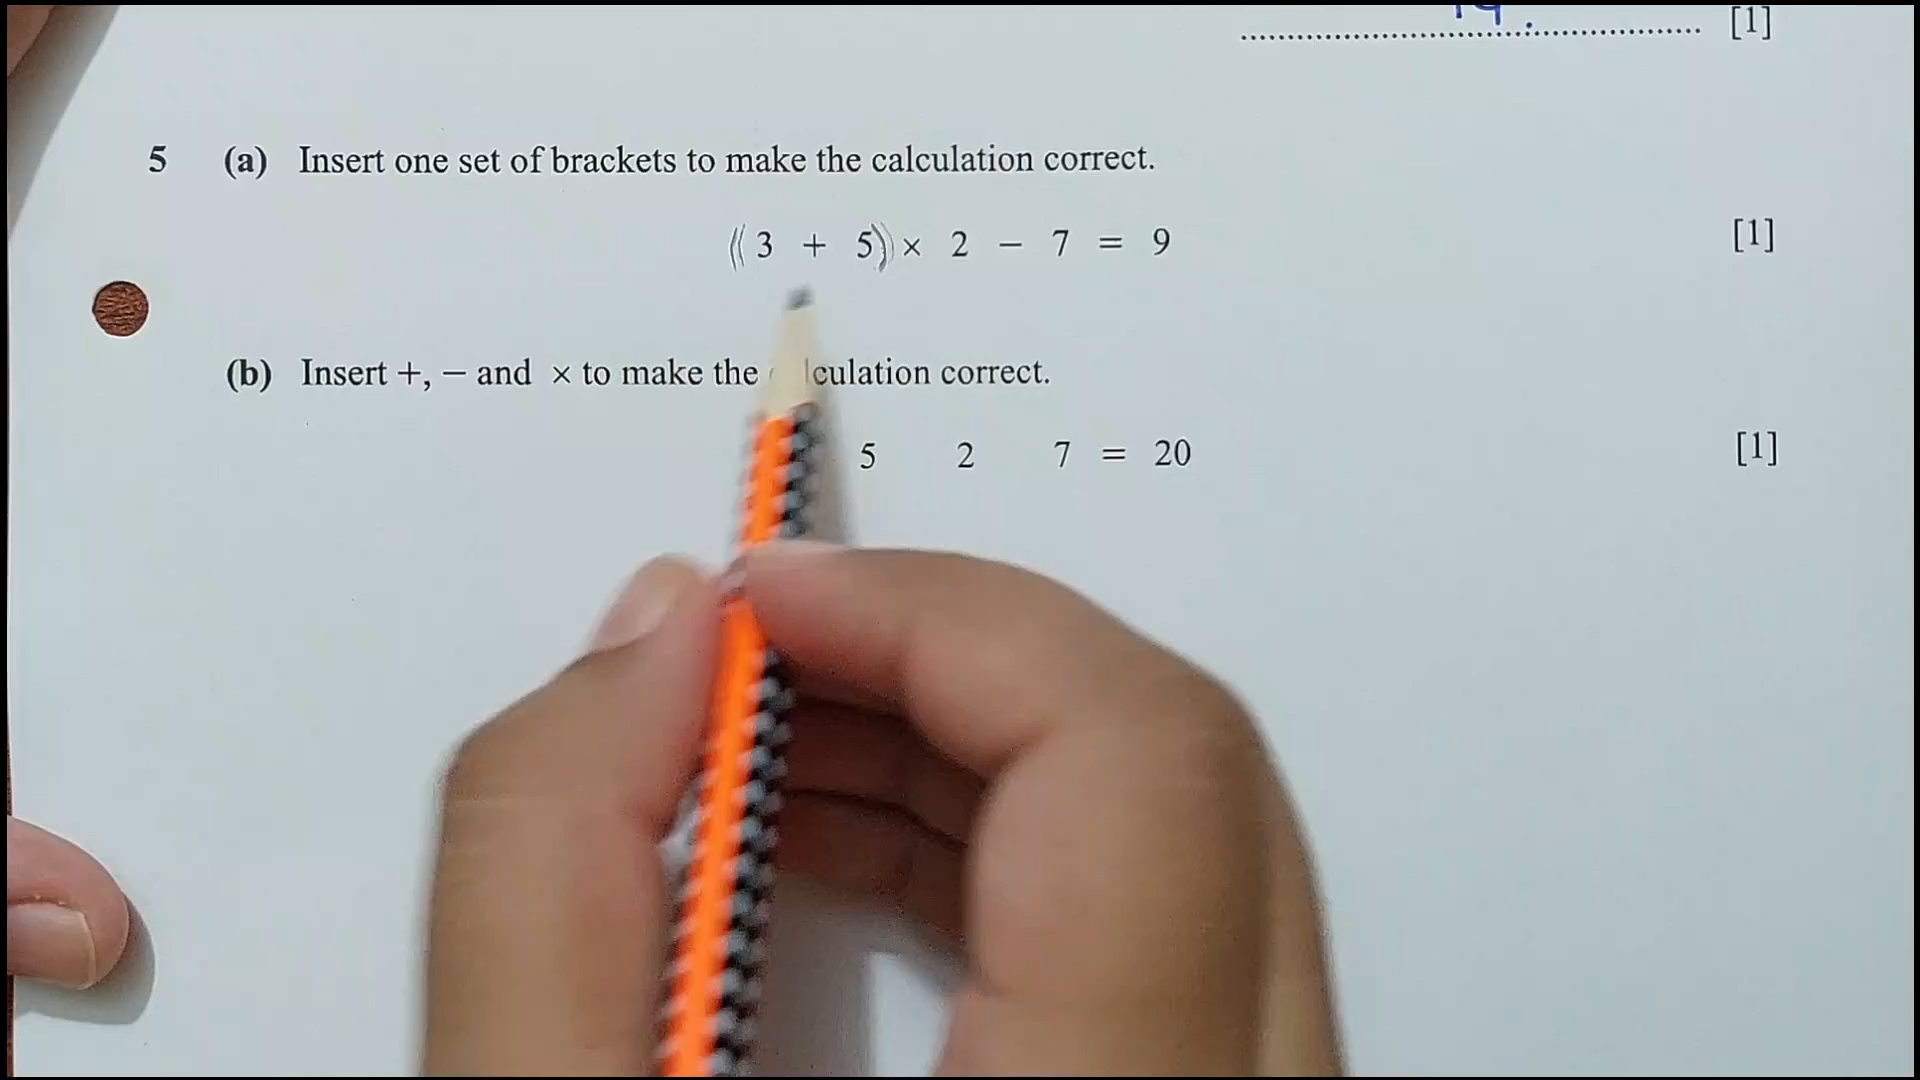 [1]
5 (a) Insert one set of brackets to make the calculation correct.
((3 + 5)) × 2 − 7 = 9 [1]
(b) Insert +, − and × to make the culation correct.
5 2 7 = 20 [1]